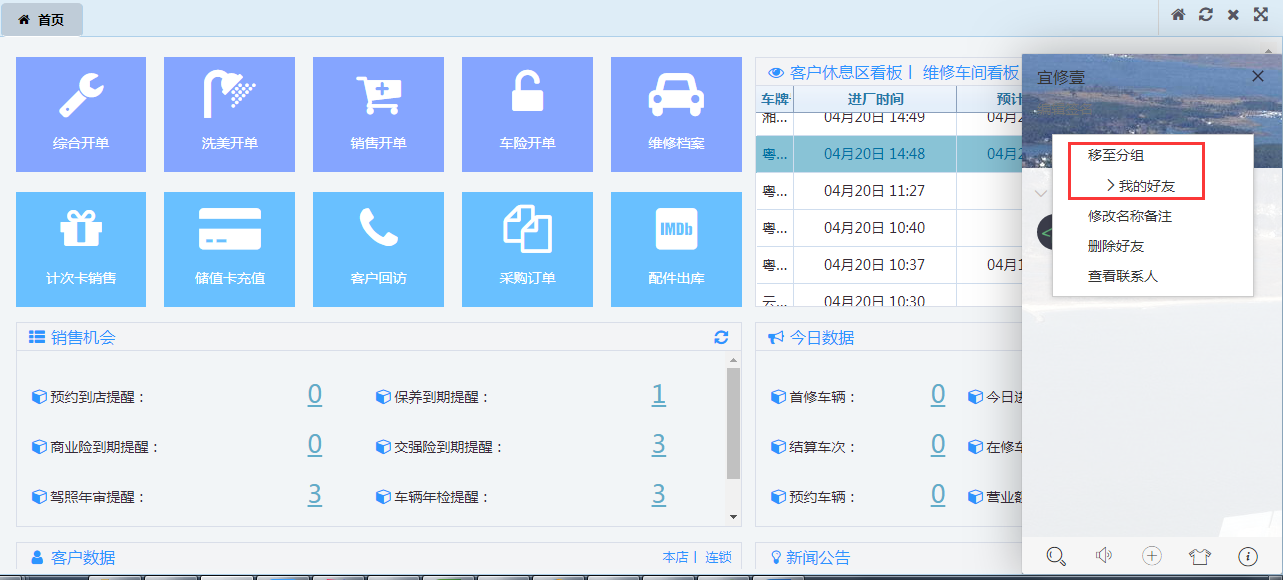 首页
综合开单 洗美开单 销售开单 车险开单 维修档案
计次卡销售 储值卡充值 客户回访 采购订单 IMDb 配件出库
客户休息区看板 | 维修车间看板
车牌 进厂时间 预计
湘... 04月20日 14:49
粤... 04月20日 14:48 04月2
粤... 04月20日 11:27
粤... 04月20日 10:40
粤... 04月20日 10:37 04月1
云... 04月20日 10:30
销售机会
预约到店提醒： 0 保养到期提醒： 1
商业险到期提醒： 0 交强险到期提醒： 3
驾照年审提醒： 3 车辆年检提醒： 3
今日数据
首修车辆： 0 今日进
结算车次： 0 在修车
预约车辆： 0 营业额
客户数据 本店 | 连锁
新闻公告
宜修壹
移至分组
我的好友
修改名称备注
删除好友
查看联系人